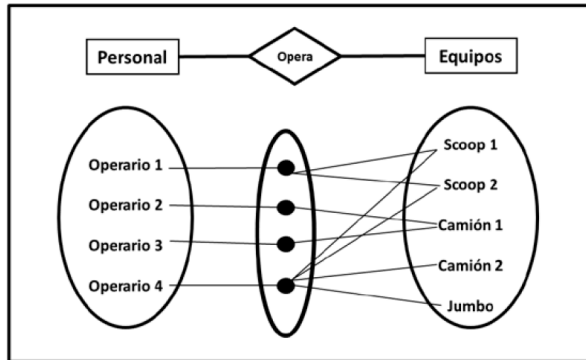 Personal
Opera
Equipos
Operario 1
Operario 2
Operario 3
Operario 4
Scoop 1
Scoop 2
Camión 1
Camión 2
Jumbo